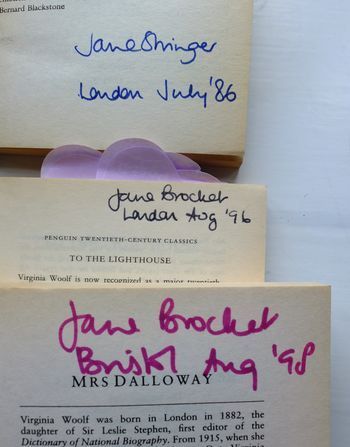 Bernard Blackstone
Jane Stringer
London July '86
Jane Brocket
London Aug '96
PENGUIN TWENTIETH-CENTURY CLASSICS
TO THE LIGHTHOUSE
Virginia Woolf is now recognized as a major twentieth
Jane Brocket
Bristol Aug '98
MRS DALLOWAY
Virginia Woolf was born in London in 1882, the
daughter of Sir Leslie Stephen, first editor of the
Dictionary of National Biography. From 1915, when she